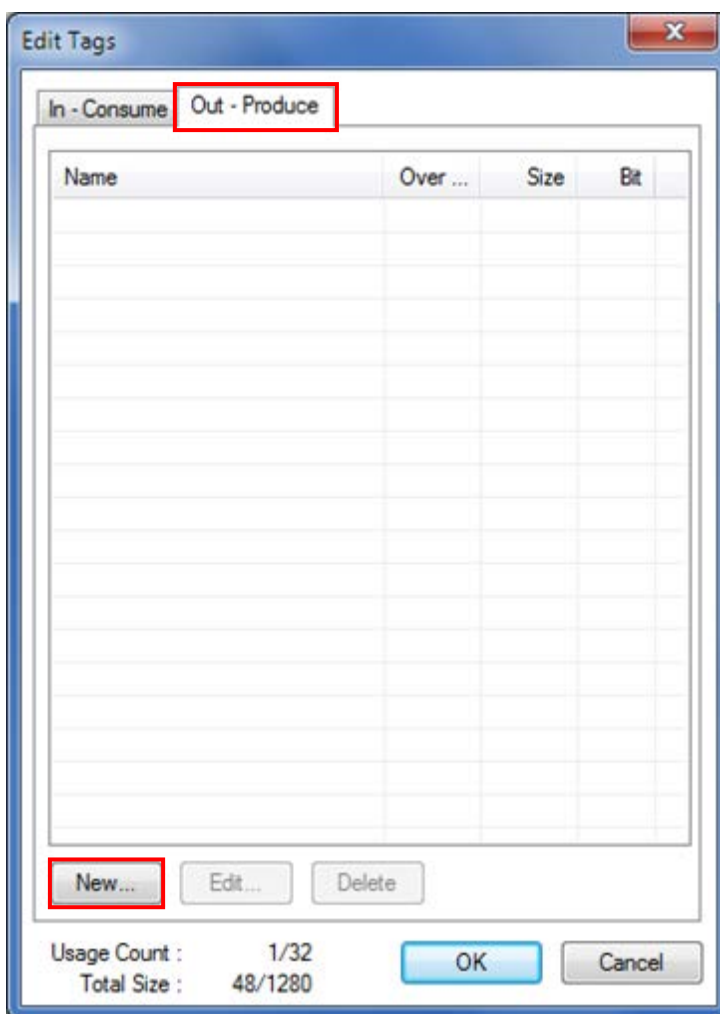 Edit Tags
In - Consume Out - Produce
Name Over ... Size Bit
New... Edit... Delete
Usage Count : 1/32
Total Size : 48/1280
OK Cancel